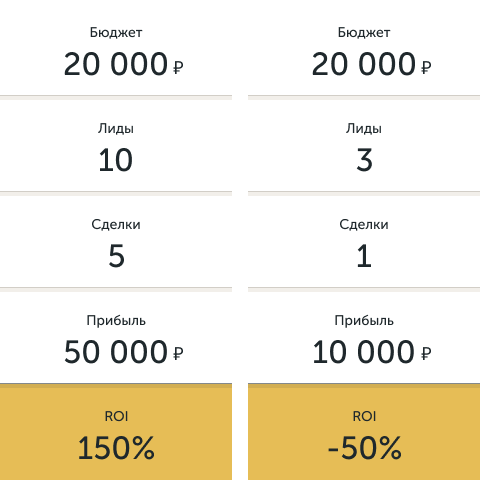 Бюджет
20 000 ₽
Лиды
10
Сделки
5
Прибыль
50 000 ₽
ROI
150%
Бюджет
20 000 ₽
Лиды
3
Сделки
1
Прибыль
10 000 ₽
ROI
-50%